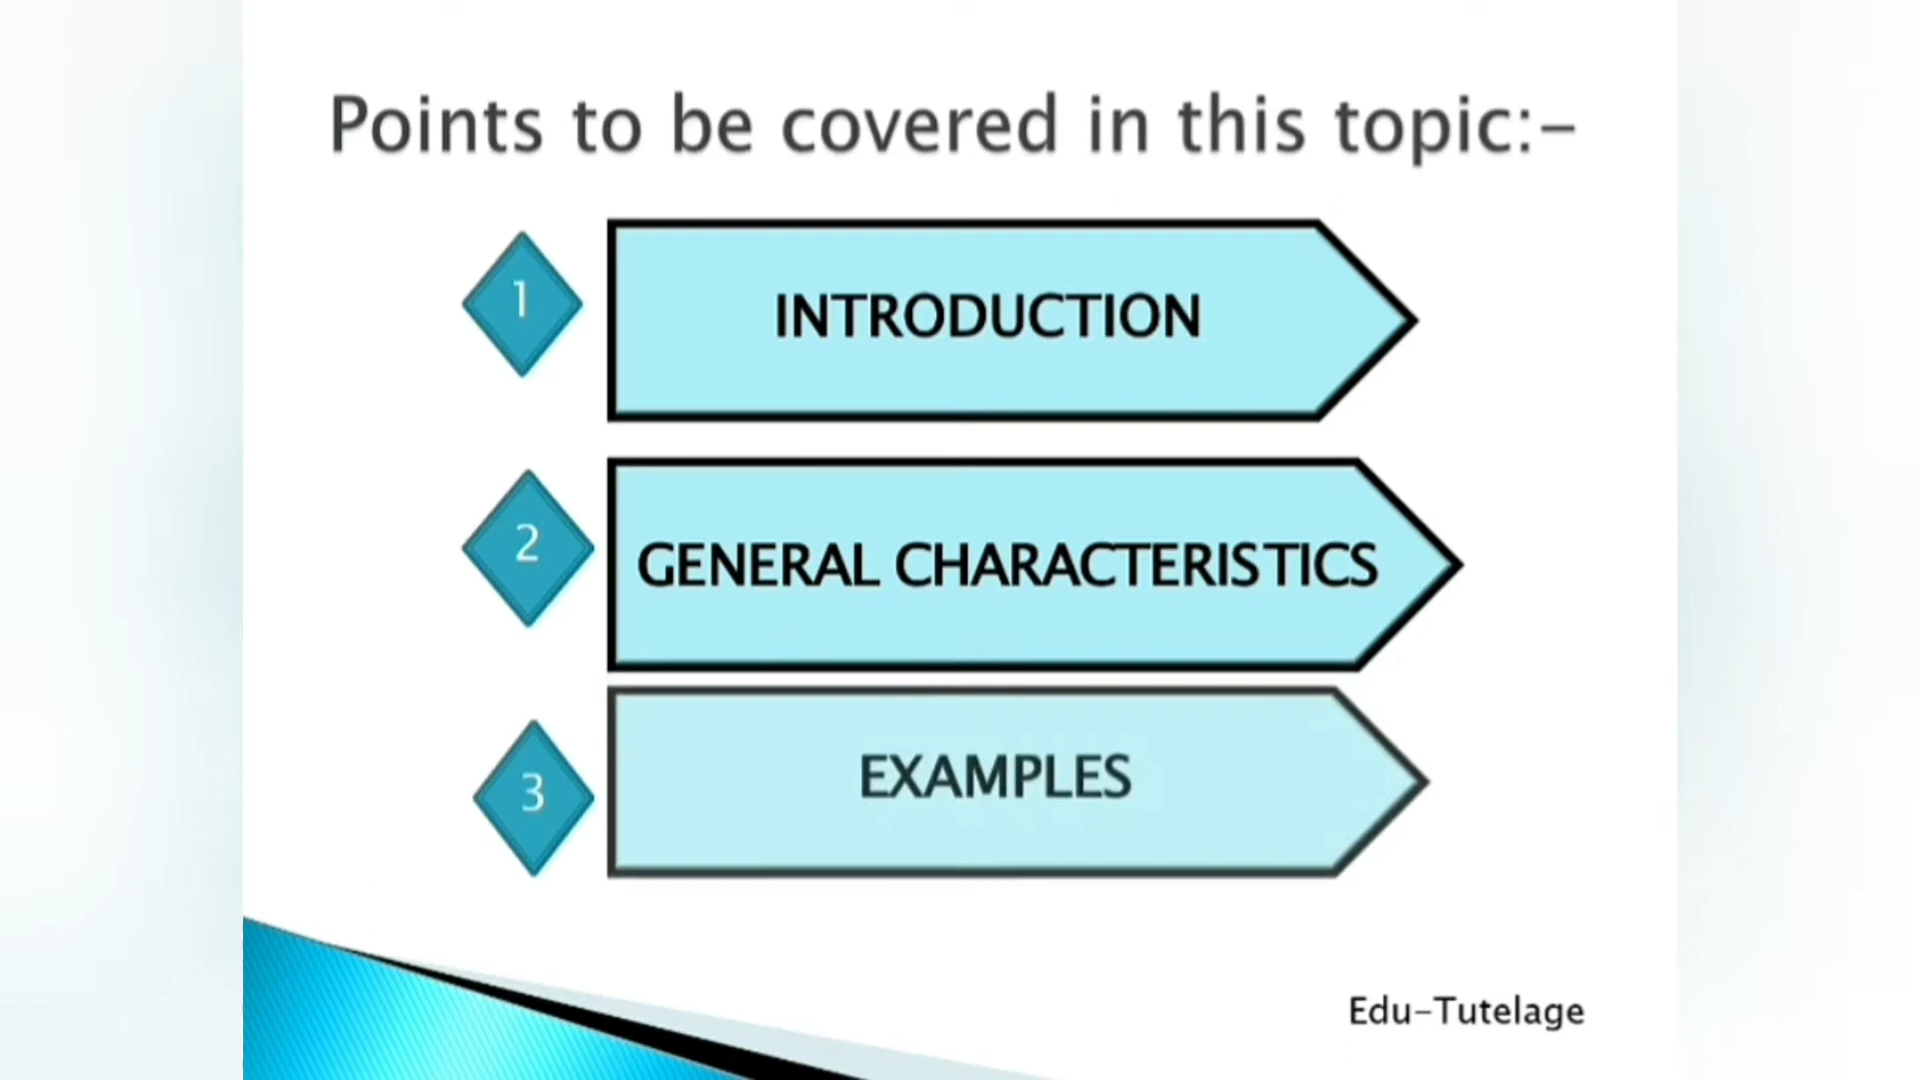 Points to be covered in this topic:-
1
INTRODUCTION
2
GENERAL CHARACTERISTICS
3
EXAMPLES
Edu-Tutelage